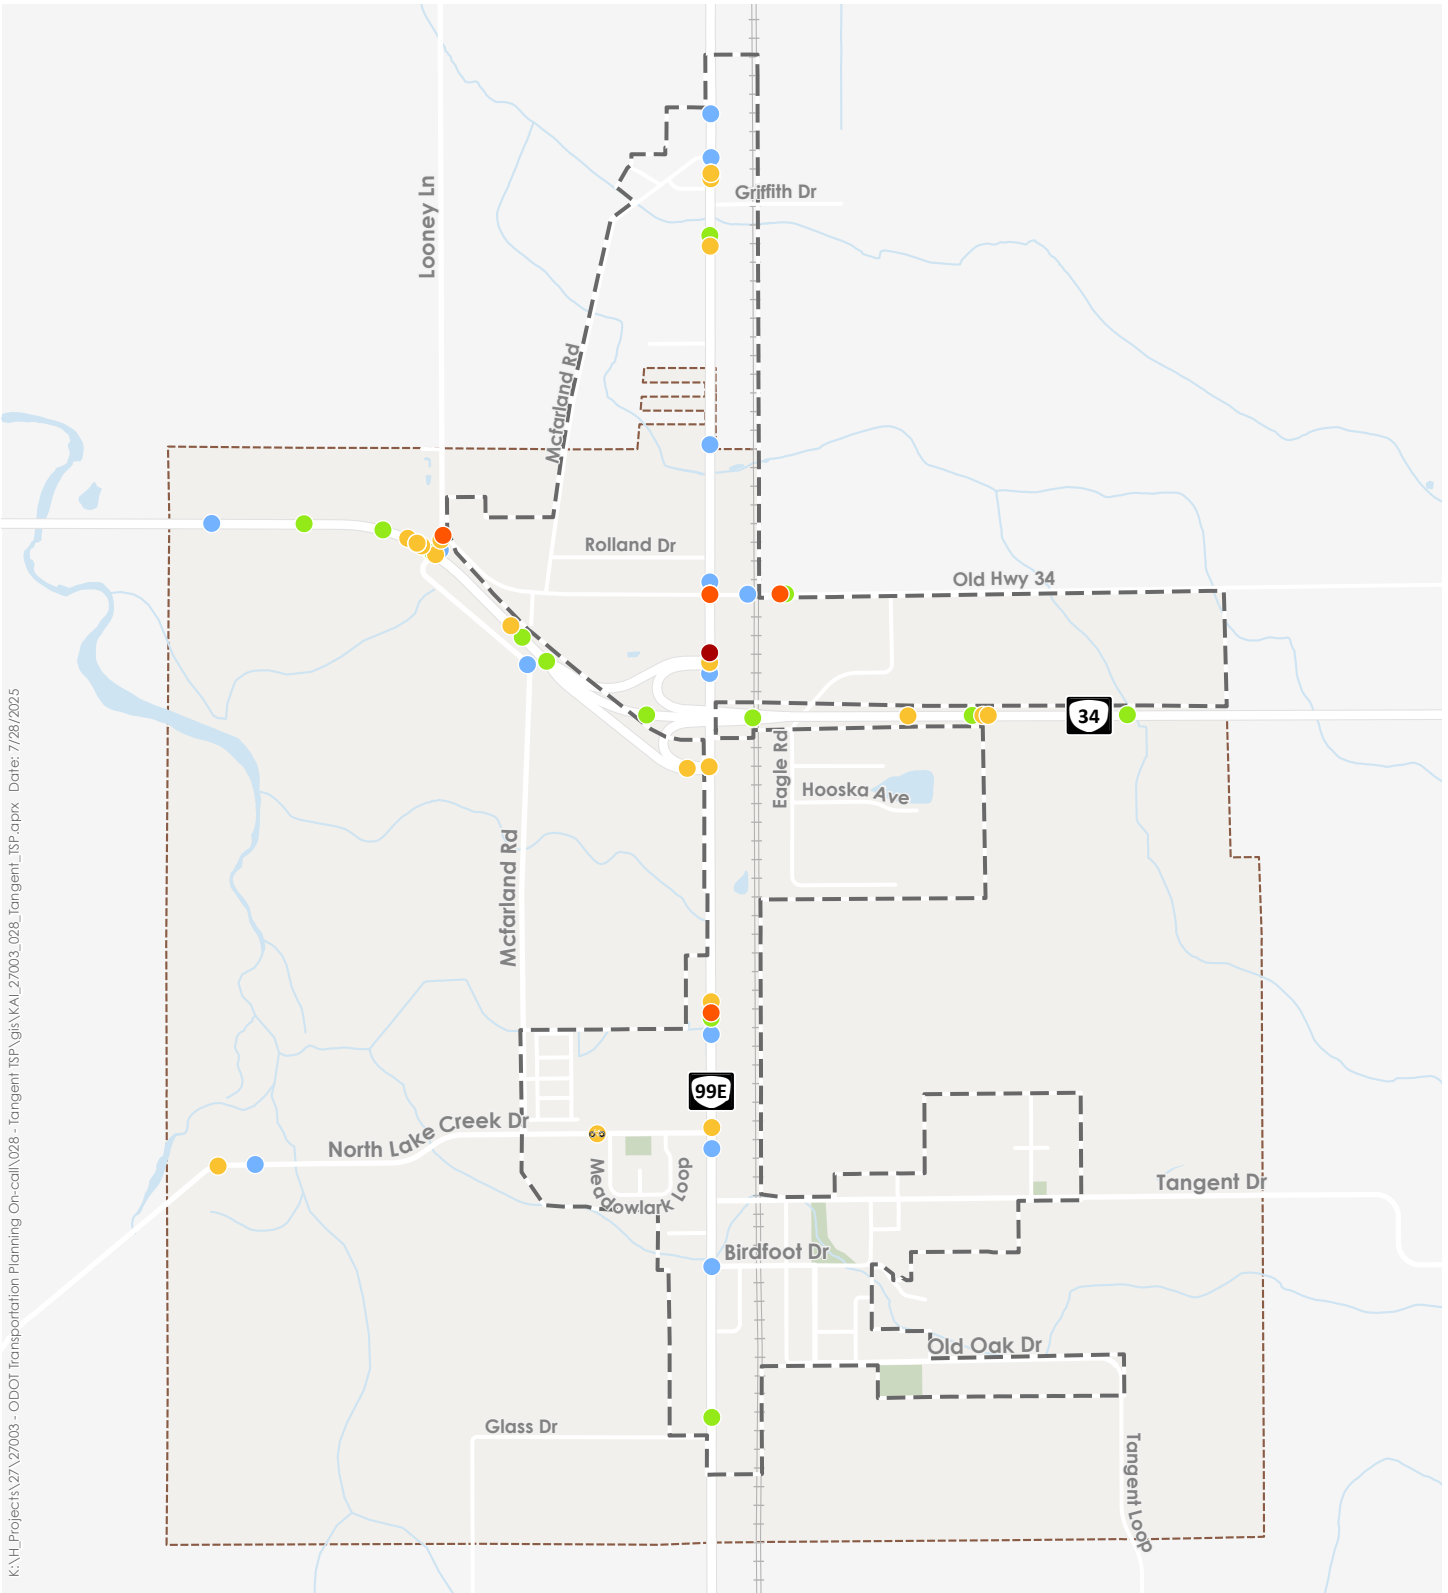 Looney Ln
Griffith Dr
Mcfarland Rd
Rolland Dr
Old Hwy 34
34
Eagle Rd
Hooska Ave
Mcfarland Rd
99E
North Lake Creek Dr
Meadowlark Loop
Tangent Dr
Birdfoot Dr
Old Oak Dr
Glass Dr
Tangent Loop
K:\H_Projects\27\27003 - ODOT Transportation Planning On-call\028 - Tangent TSP\gis\KAI_27003_028_Tangent_TSP.aprx Date: 7/28/2025